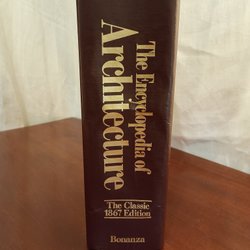 The Encyclopedia of
Architecture
The Classic
1867 Edition
Bonanza